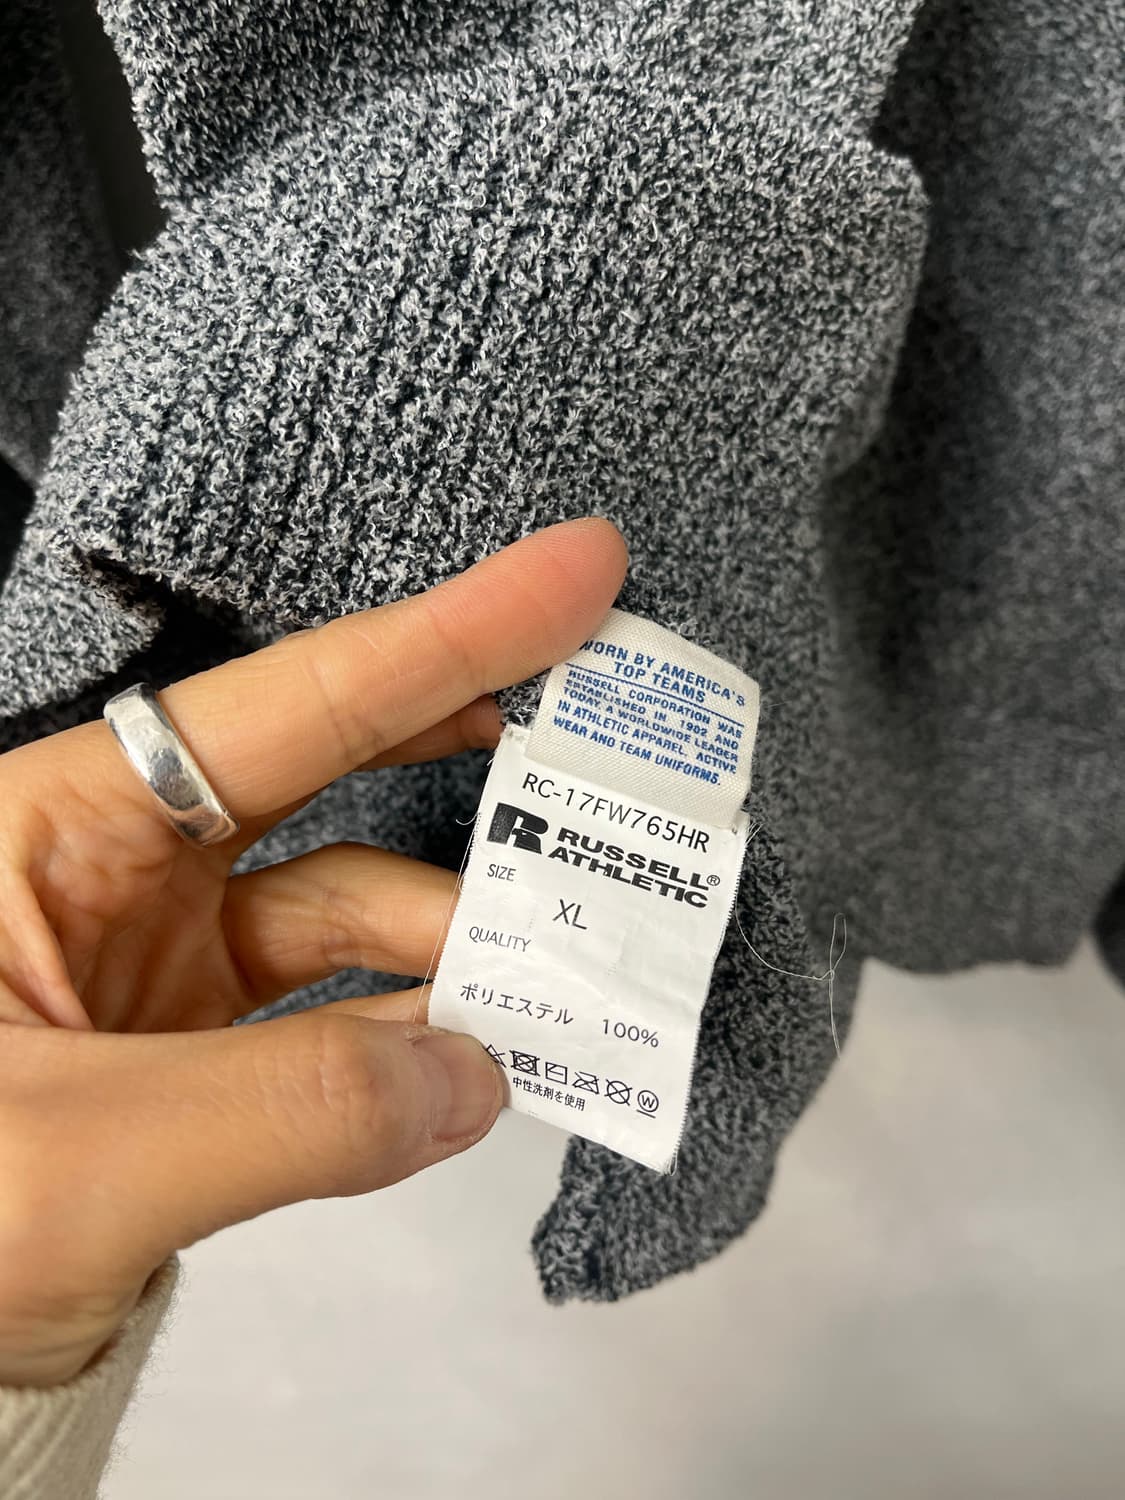 WORN BY AMERICA'S
TOP TEAMS
RUSSELL CORPORATION WAS
ESTABLISHED IN 1902 AND
TODAY A WORLDWIDE LEADER
IN ATHLETIC APPAREL, ACTIVE
WEAR AND TEAM UNIFORMS.
RC-17FW765HR
R RUSSELL®
ATHLETIC
SIZE
XL
QUALITY
ポリエステル 100%
W
中性洗剤を使用